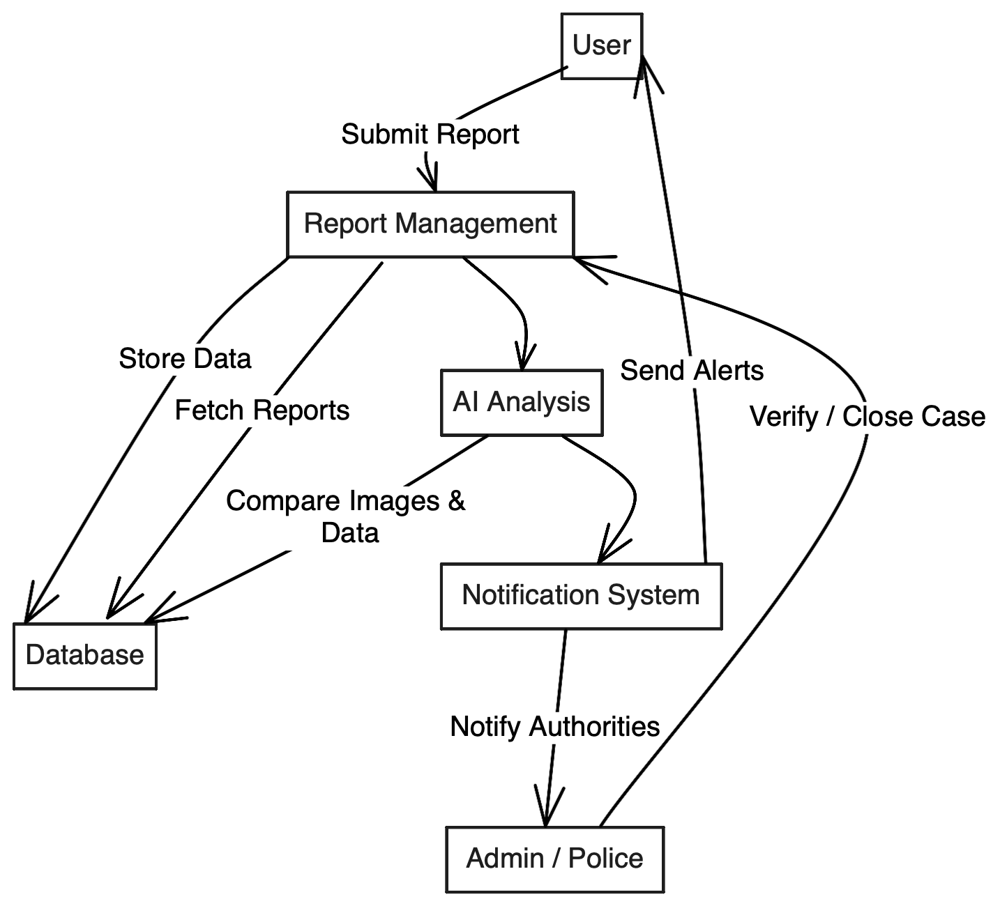 User
Submit Report
Report Management
Store Data
Send Alerts
AI Analysis
Fetch Reports
Verify / Close Case
Compare Images &
Data
Notification System
Database
Notify Authorities
Admin / Police